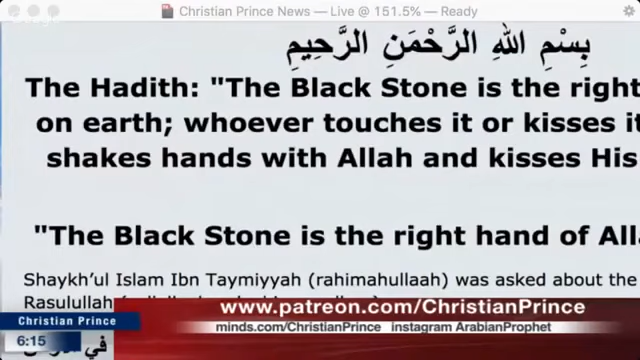 Christian Prince News — Live @ 151.5% — Ready
بِسْمِ اللهِ الرَّحْمَنِ الرَّحِيمِ
The Hadith: "The Black Stone is the right
on earth; whoever touches it or kisses it
shakes hands with Allah and kisses His
"The Black Stone is the right hand of Alla
Shaykh’ul Islam Ibn Taymiyyah (rahimahullaah) was asked about the
Rasulullah
www.patreon.com/ChristianPrince
Christian Prince
minds.com/ChristianPrince instagram ArabianProphet
6:15
في